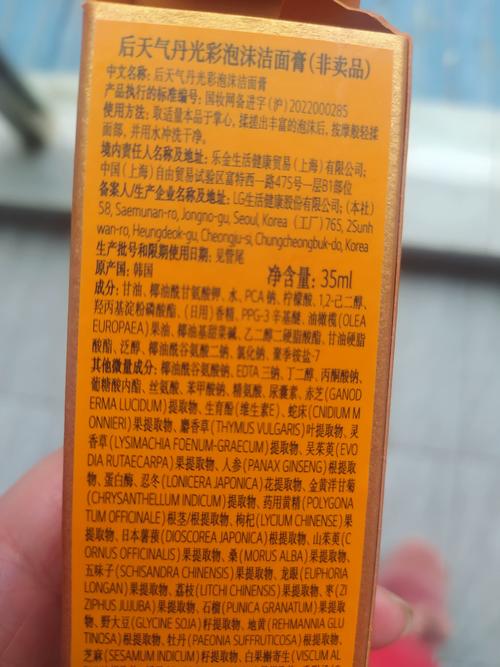 后天气丹光彩泡沫洁面膏(非卖品)
中文名称: 后天气丹光彩泡沫洁面膏
产品执行的标准编号: 国妆网备进字(沪)2022000285
使用方法: 取适量本品于掌心, 揉搓出丰富的泡沫后, 按摩般轻揉
面部, 并用水冲洗干净。
境内责任人名称及地址: 乐金生活健康贸易(上海)有限公司;
中国(上海)自由贸易试验区富特西一路475号一层B1部位
备案人/生产企业名称及地址: LG生活健康股份有限公司; (本社)
58, Saemunan-ro, Jongno-gu, Seoul, Korea (工厂)765, 2Sunh
wan-ro, Heungdeok-gu, Cheongju-si, Chungcheongbuk-do, Korea
生产批号和限期使用日期: 见管尾
原产国: 韩国 净含量: 35ml
成分: 甘油、椰油酰甘氨酸钾、水、PCA 钠、柠檬酸、1,2-己二醇、
羟丙基淀粉磷酸酯、(日用)香精、PPG-3 辛基醚、油橄榄(OLEA
EUROPAEA)果油、椰油基甜菜碱、乙二醇二硬脂酸酯、甘油硬脂
酸酯、泛醇、椰油酰谷氨酸二钠、氯化钠、聚季铵盐-7
其他微量成分: 椰油酰谷氨酸钠、EDTA 三钠、丁二醇、丙酮酸钠、
葡糖酸内酯、丝氨酸、苯甲酸钠、精氨酸、尿囊素、赤芝(GANOD
ERMA LUCIDUM)提取物、生育酚(维生素E)、蛇床(CNIDIUM M
ONNIERI)果提取物、麝香草(THYMUS VULGARIS)叶提取物、灵
香草(LYSIMACHIA FOENUM-GRAECUM)提取物、吴茱萸(EVO
DIA RUTAECARPA)果提取物、人参(PANAX GINSENG)根提取
物、蛋白酶、忍冬(LONICERA JAPONICA)花提取物、金黄洋甘菊
(CHRYSANTHELLUM INDICUM)提取物、药用黄精(POLYGONA
TUM OFFICINALE)根茎/根提取物、枸杞(LYCIUM CHINENSE)果
提取物、日本薯蓣(DIOSCOREA JAPONICA)根提取物、山茱萸(C
ORNUS OFFICINALIS)果提取物、桑(MORUS ALBA)果提取物、
五味子(SCHISANDRA CHINENSIS)果提取物、龙眼(EUPHORIA
LONGAN)果提取物、荔枝(LITCHI CHINENSIS)果提取物、枣(ZI
ZIPHUS JUJUBA)果提取物、石榴(PUNICA GRANATUM)果提取
物、野大豆(GLYCINE SOJA)籽提取物、地黄(REHMANNIA GLU
TINOSA)根提取物、牡丹(PAEONIA SUFFRUTICOSA)根提取物、
芝麻(SESAMUM INDICUM)籽提取物、白果槲寄生(VISCUM AL